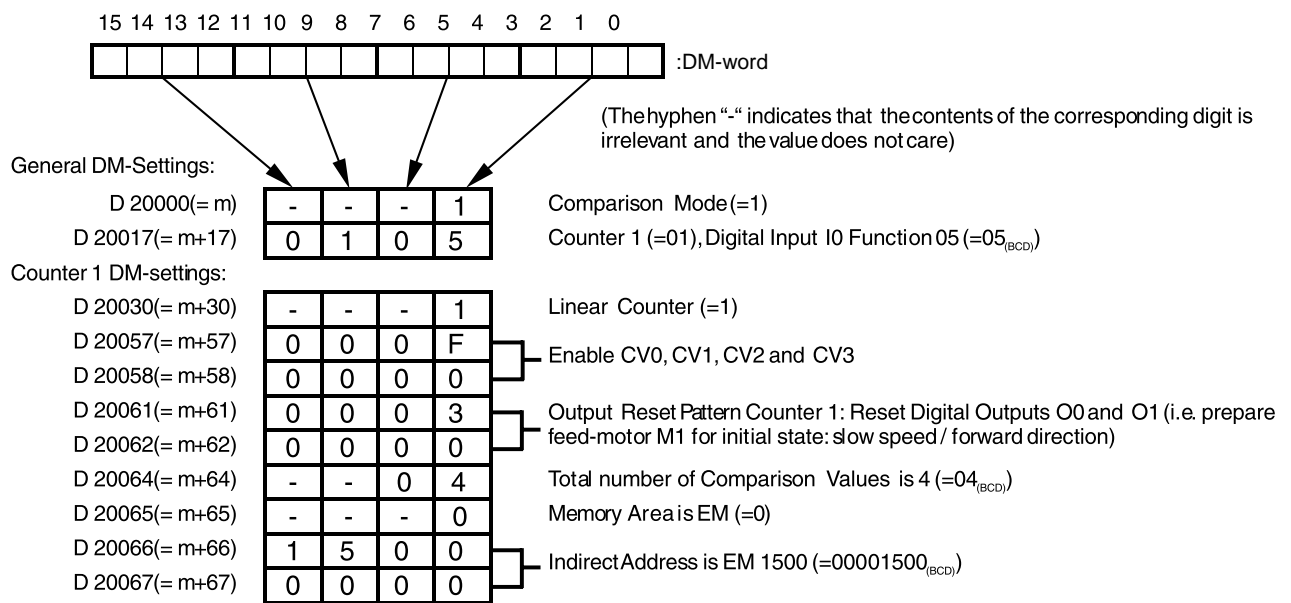 15 14 13 12 11 10 9 8 7 6 5 4 3 2 1 0
:DM-word
(The hyphen “-“ indicates that the contents of the corresponding digit is
irrelevant and the value does not care)
General DM-Settings:
D 20000(= m) - - - 1 Comparison Mode (=1)
D 20017(= m+17) 0 1 0 5 Counter 1 (=01), Digital Input I0 Function 05 (=05(BCD))
Counter 1 DM-settings:
D 20030(= m+30) - - - 1 Linear Counter (=1)
D 20057(= m+57) 0 0 0 F
Enable CV0, CV1, CV2 and CV3
D 20058(= m+58) 0 0 0 0
D 20061(= m+61) 0 0 0 3 Output Reset Pattern Counter 1: Reset Digital Outputs O0 and O1 (i.e. prepare
D 20062(= m+62) 0 0 0 0 feed-motor M1 for initial state: slow speed / forward direction)
D 20064(= m+64) - - 0 4 Total number of Comparison Values is 4 (=04(BCD))
D 20065(= m+65) - - - 0 Memory Area is EM (=0)
D 20066(= m+66) 1 5 0 0
Indirect Address is EM 1500 (=00001500(BCD))
D 20067(= m+67) 0 0 0 0